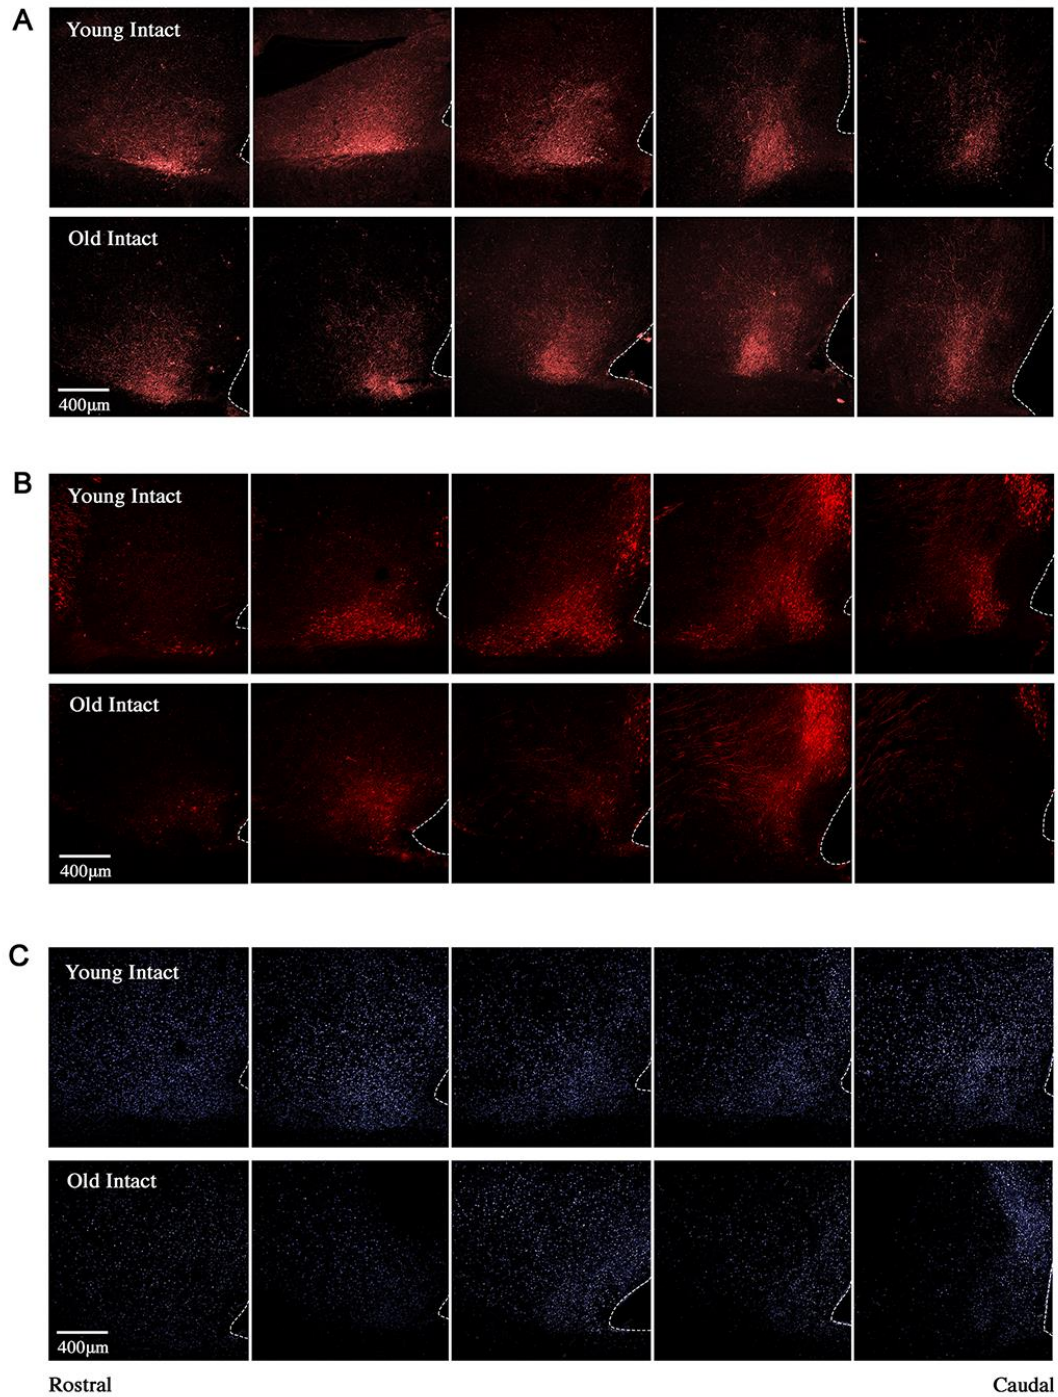 A
Young Intact
Old Intact
400μm
B
Young Intact
Old Intact
400μm
C
Young Intact
Old Intact
400μm
Rostral
Caudal